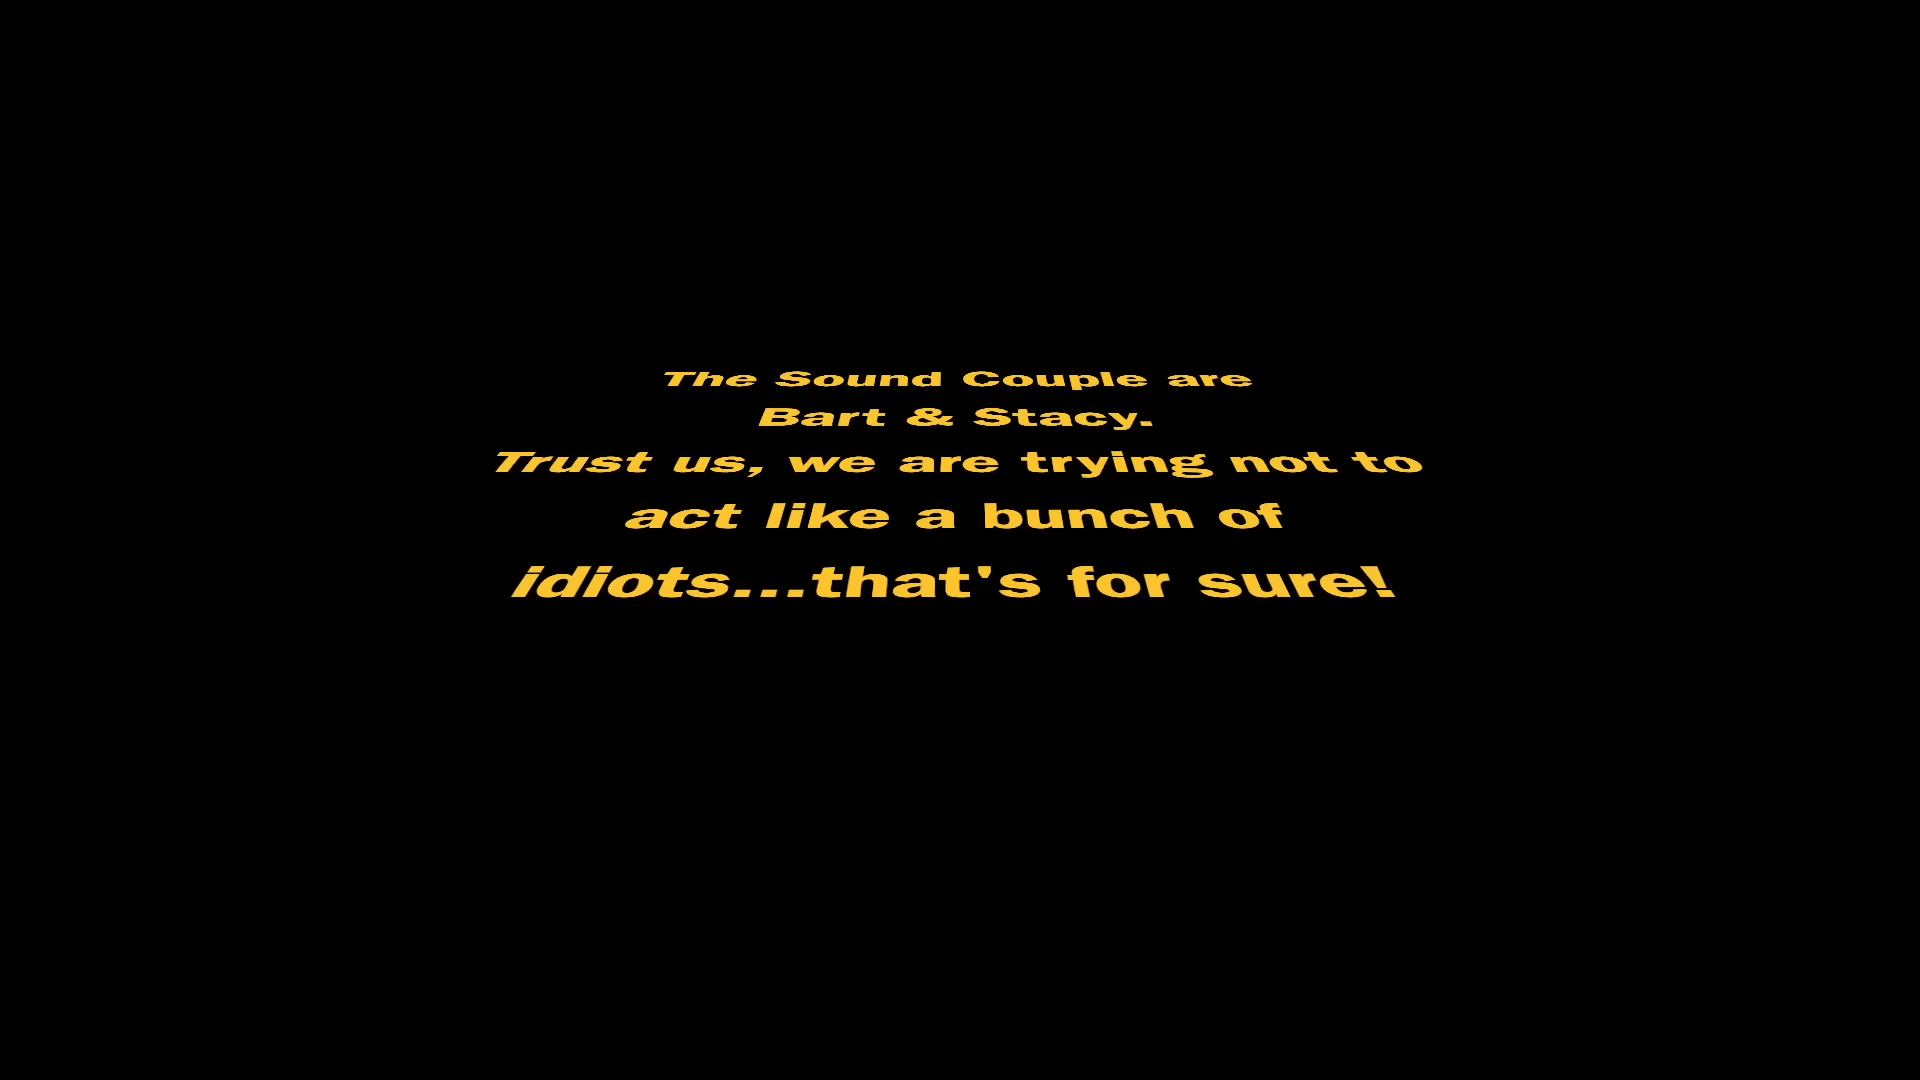 The Sound Couple are
Bart & Stacy.
Trust us, we are trying not to
act like a bunch of
idiots...that's for sure!